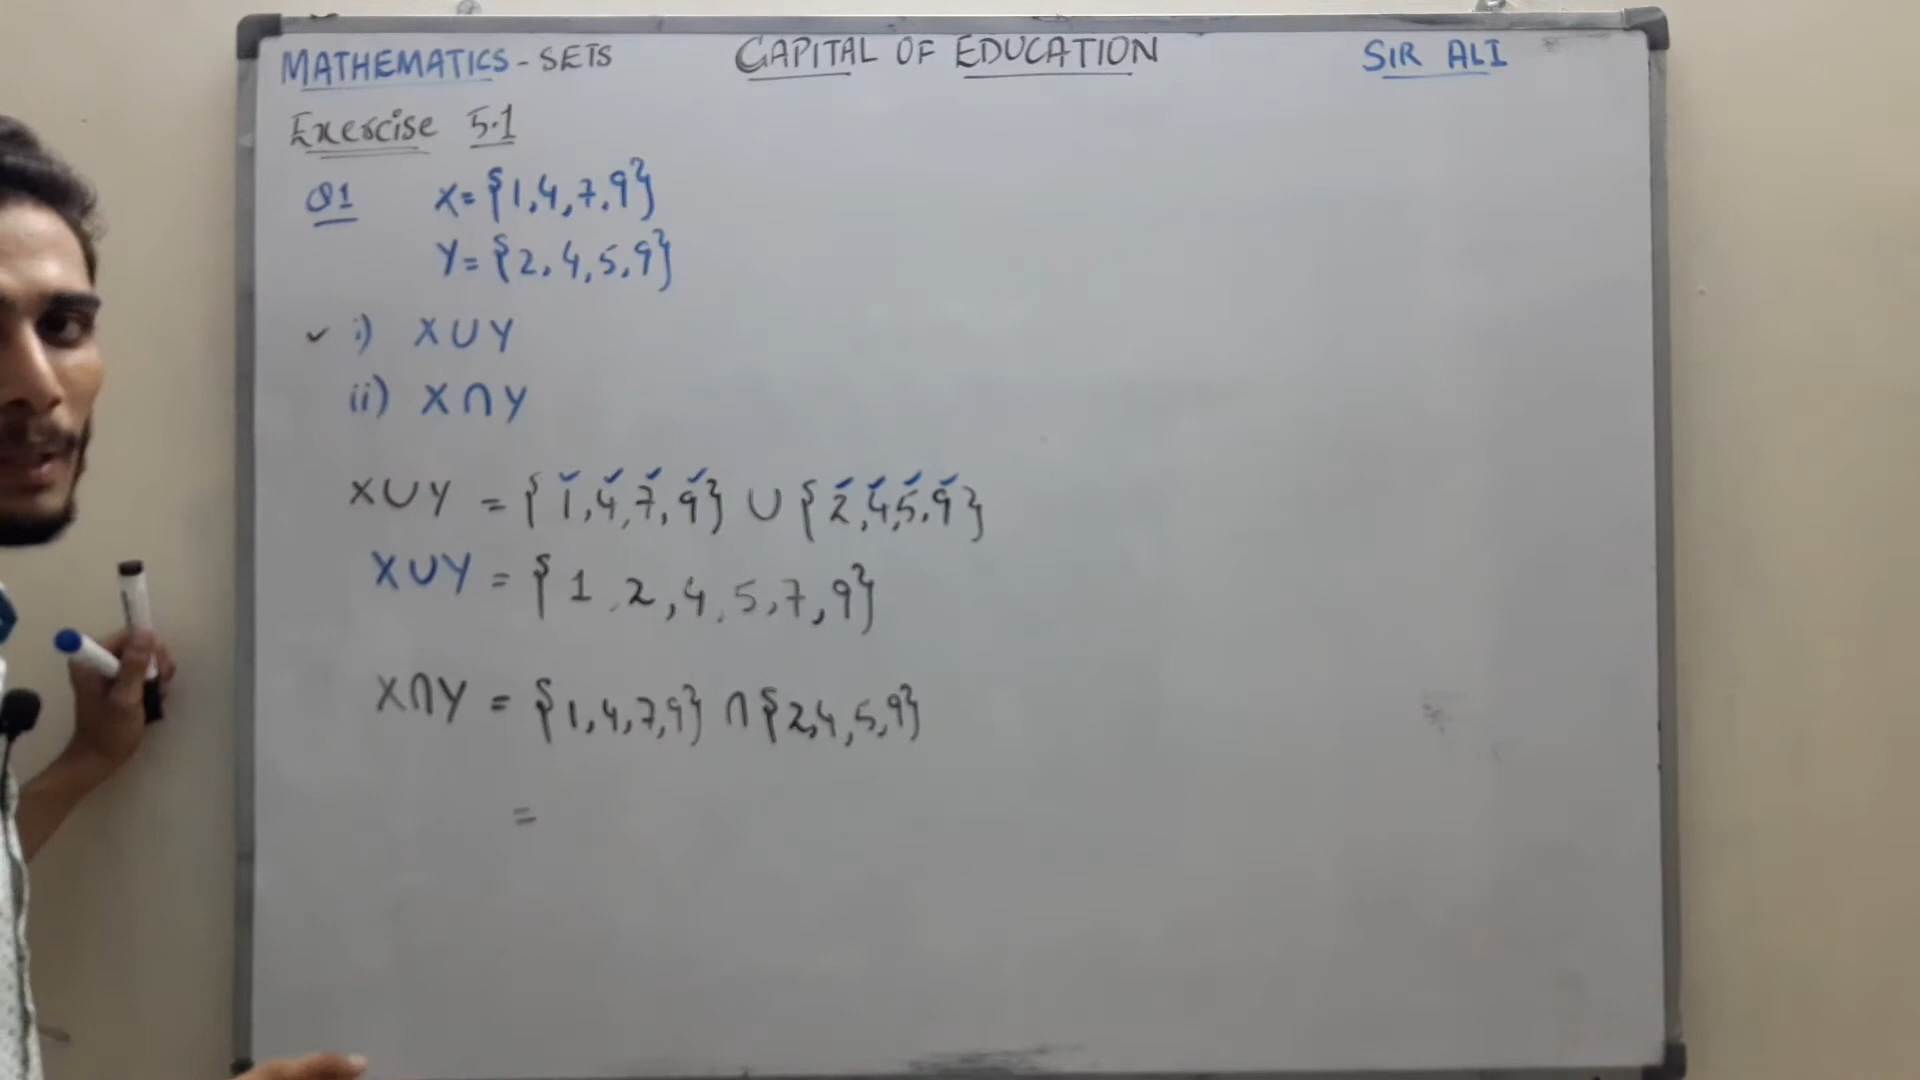 MATHEMATICS - SETS CAPITAL OF EDUCATION SIR ALI
Exercise 5.1
Q1 X = {1,4,7,9}
Y = {2,4,5,9}
✓ i) X ∪ Y
ii) X ∩ Y
X∪Y = {1,4,7,9} ∪ {2,4,5,9}
X∪Y = {1,2,4,5,7,9}
X∩Y = {1,4,7,9} ∩ {2,4,5,9}
=